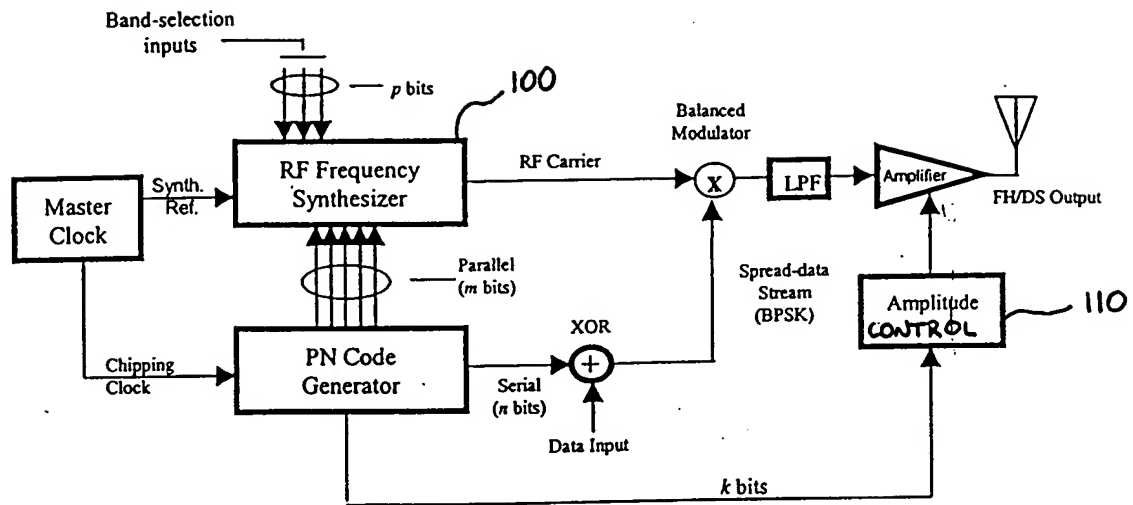 Band-selection
inputs
p bits
100
Balanced
Modulator
RF Frequency
Synthesizer
RF Carrier
X
LPF
Amplifier
FH/DS Output
Master
Clock
Synth.
Ref.
Parallel
(m bits)
Spread-data
Stream
(BPSK)
Amplitude
CONTROL
110
XOR
PN Code
Generator
Chipping
Clock
Serial
(n bits)
+
Data Input
k bits